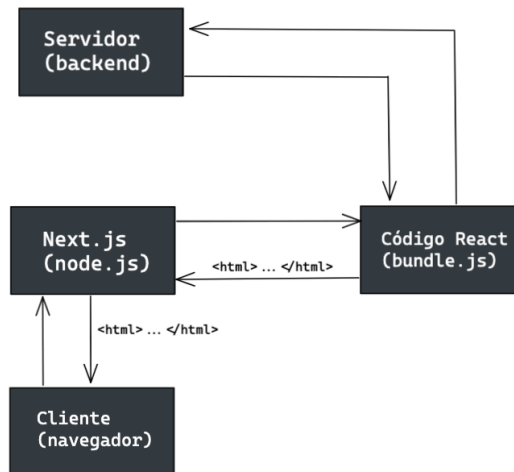 Servidor
(backend)
Next.js
(node.js)
<html> ... </html>
Código React
(bundle.js)
<html> ... </html>
Cliente
(navegador)